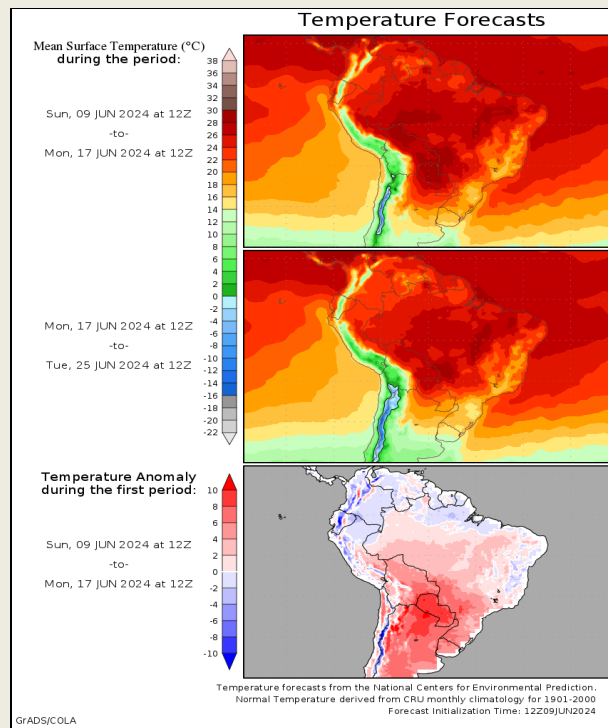 Temperature Forecasts
Mean Surface Temperature (°C)
during the period:
Sun, 09 JUN 2024 at 12Z
-to-
Mon, 17 JUN 2024 at 12Z
38
36
34
32
30
28
26
24
22
20
18
16
14
12
10
8
6
4
2
0
-2
-4
-6
-8
-10
-12
-14
-16
-18
-20
-22
Mon, 17 JUN 2024 at 12Z
-to-
Tue, 25 JUN 2024 at 12Z
Temperature Anomaly
during the first period:
Sun, 09 JUN 2024 at 12Z
-to-
Mon, 17 JUN 2024 at 12Z
10
8
6
4
2
0
-2
-4
-6
-8
-10
Temperature forecasts from the National Centers for Environmental Prediction.
Normal Temperature derived from CRU monthly climatology for 1901-2000
Forecast Initialization Time: 12Z09JUN2024
GrADS/COLA